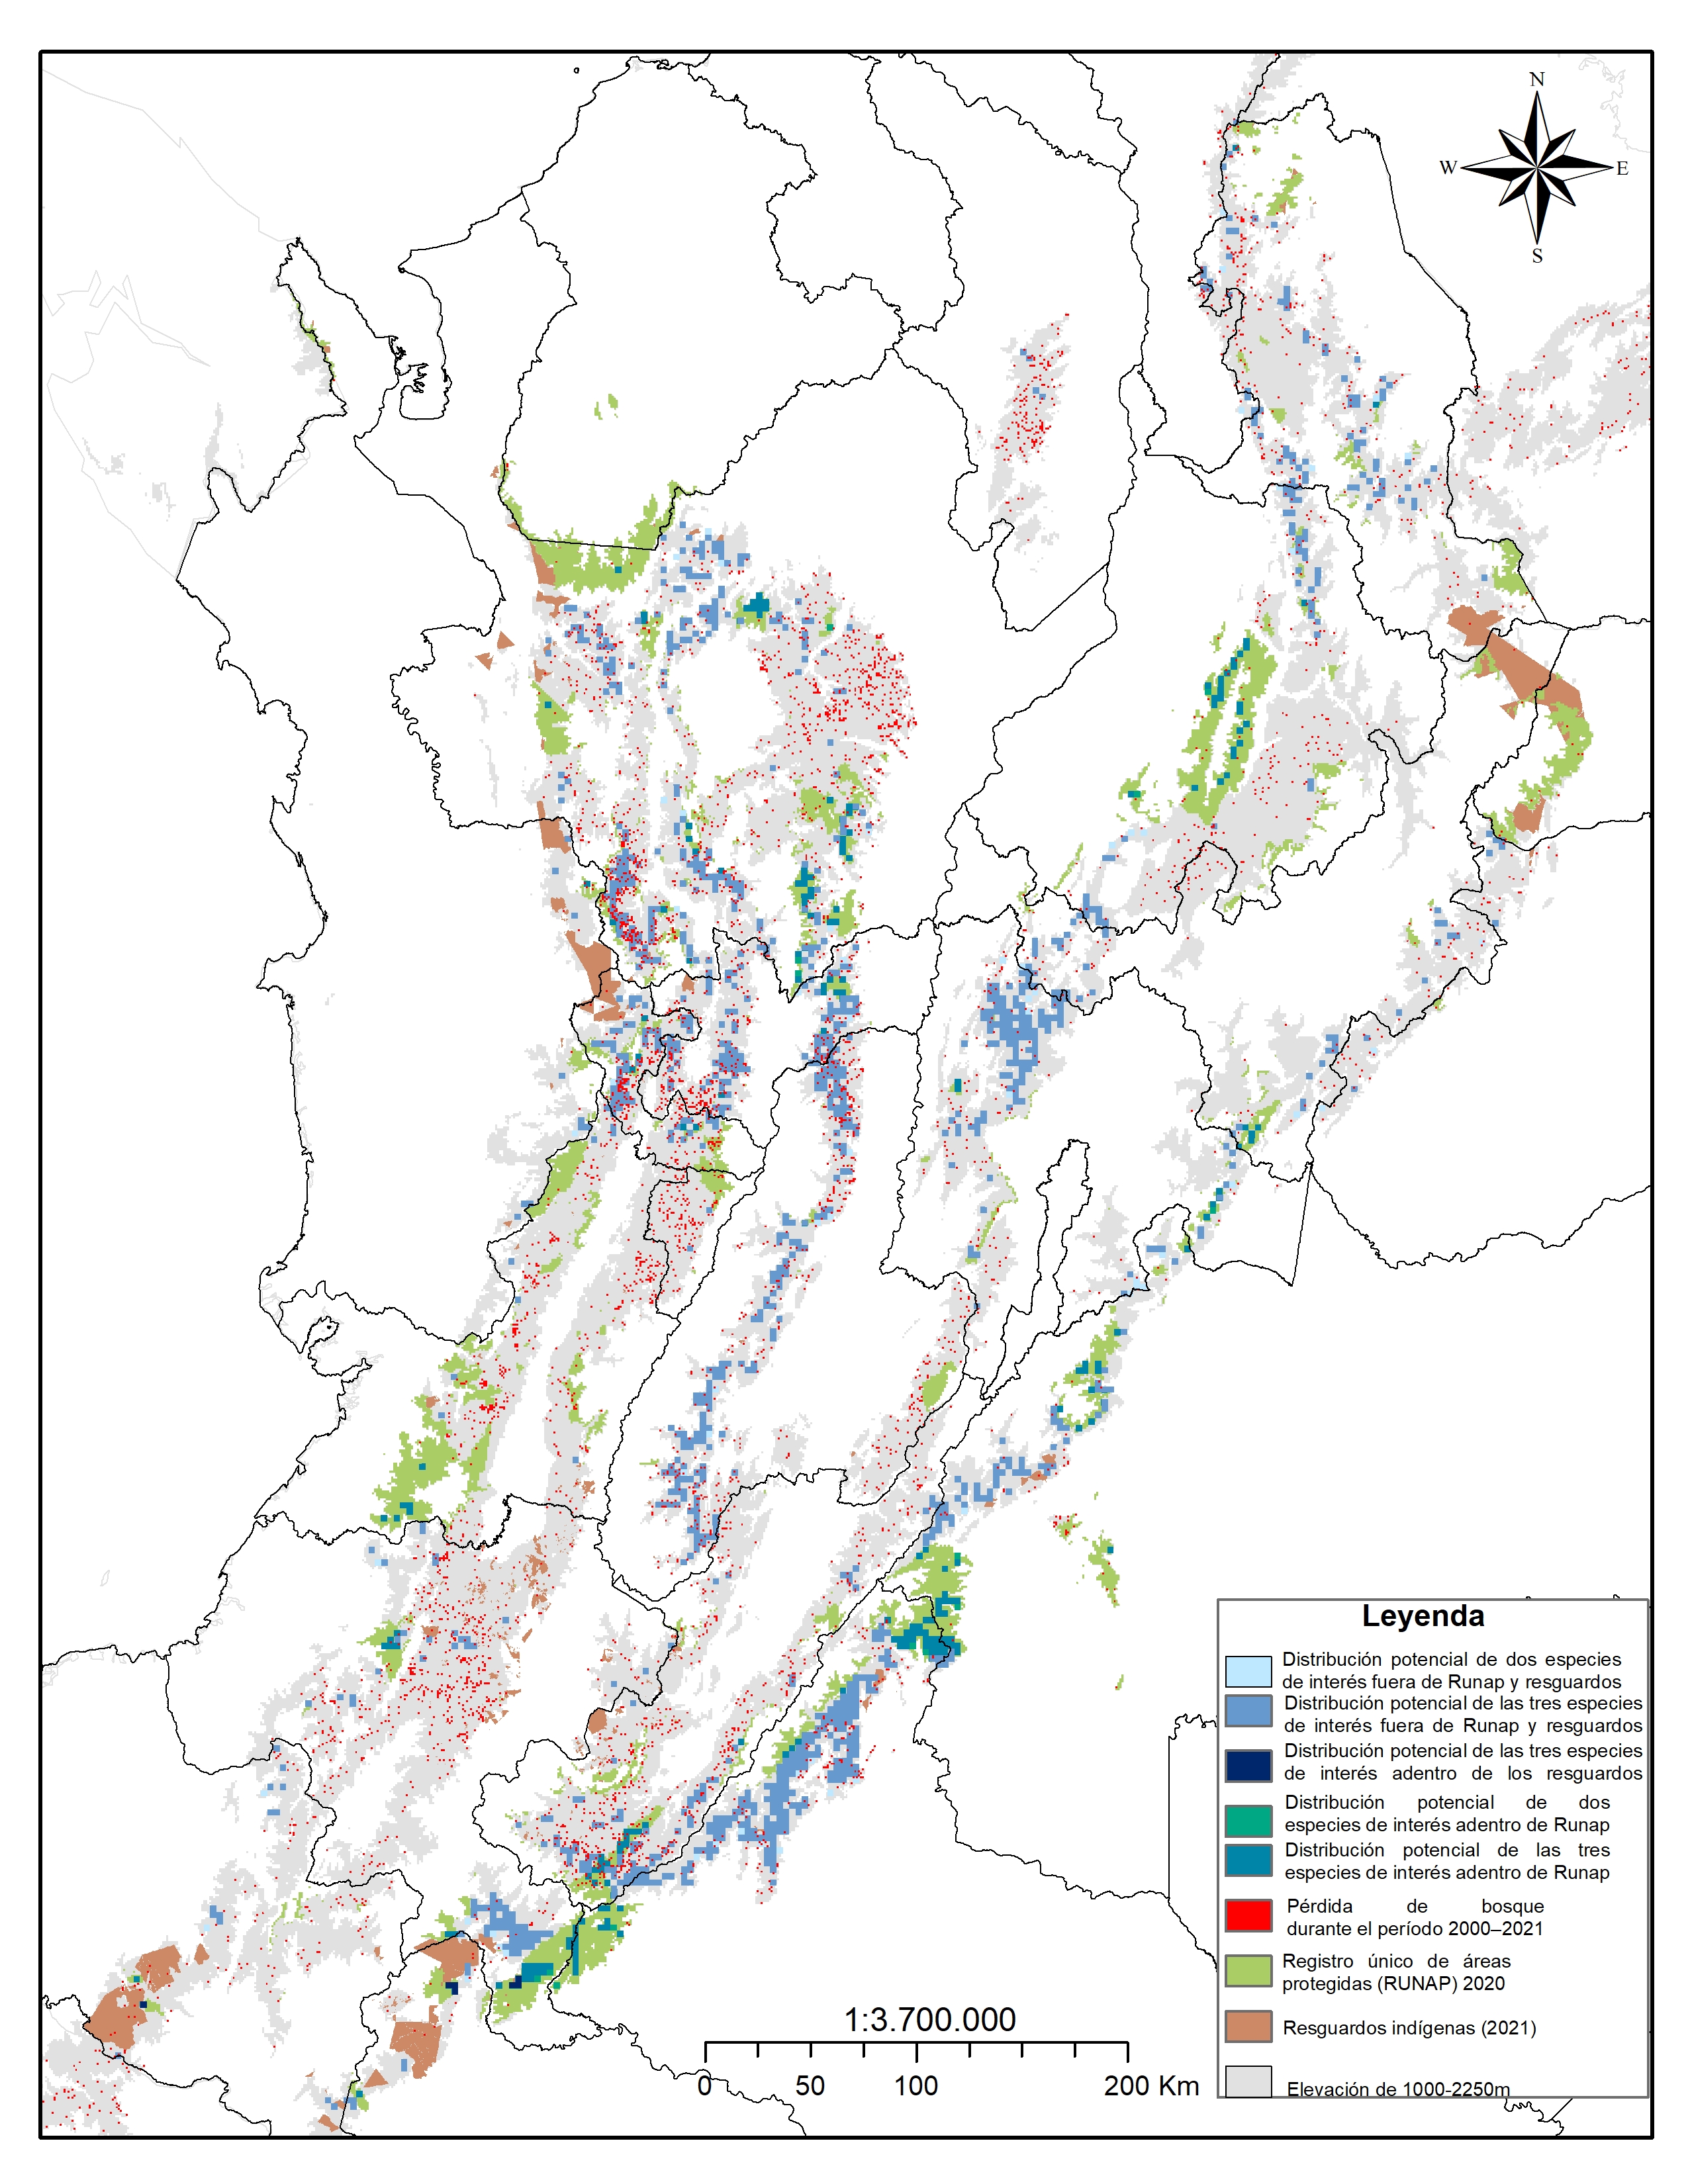 N
W
E
S
Leyenda
Distribución potencial de dos especies
de interés fuera de Runap y resguardos
Distribución potencial de las tres especies
de interés fuera de Runap y resguardos
Distribución potencial de las tres especies
de interés adentro de los resguardos
Distribución potencial de dos
especies de interés adentro de Runap
Distribución potencial de las tres
especies de interés adentro de Runap
Pérdida de bosque
durante el período 2000–2021
Registro único de áreas
protegidas (RUNAP) 2020
Resguardos indígenas (2021)
Elevación de 1000-2250m
1:3.700.000
0 50 100 200 Km